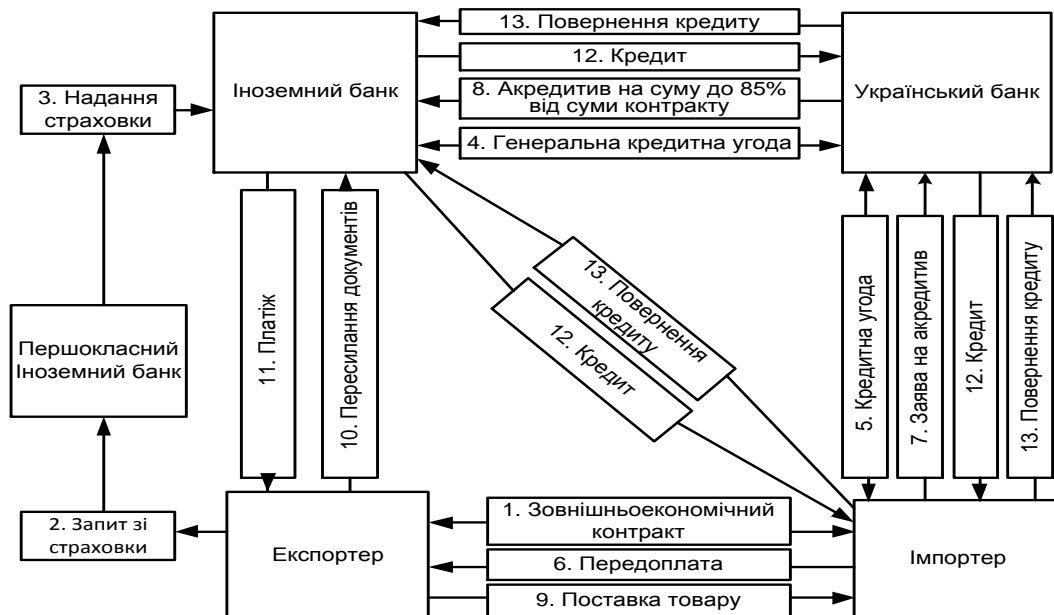 13. Повернення кредиту
12. Кредит
8. Акредитив на суму до 85%
від суми контракту
4. Генеральна кредитна угода
Іноземний банк
Український банк
3. Надання
страховки
11. Платіж
10. Пересилання документів
13. Повернення
кредиту
12. Кредит
5. Кредитна угода
7. Заява на акредитив
12. Кредит
13. Повернення кредиту
Першокласний
Іноземний банк
2. Запит зі
страховки
Експортер
1. Зовнішньоекономічний
контракт
6. Передоплата
9. Поставка товару
Імпортер